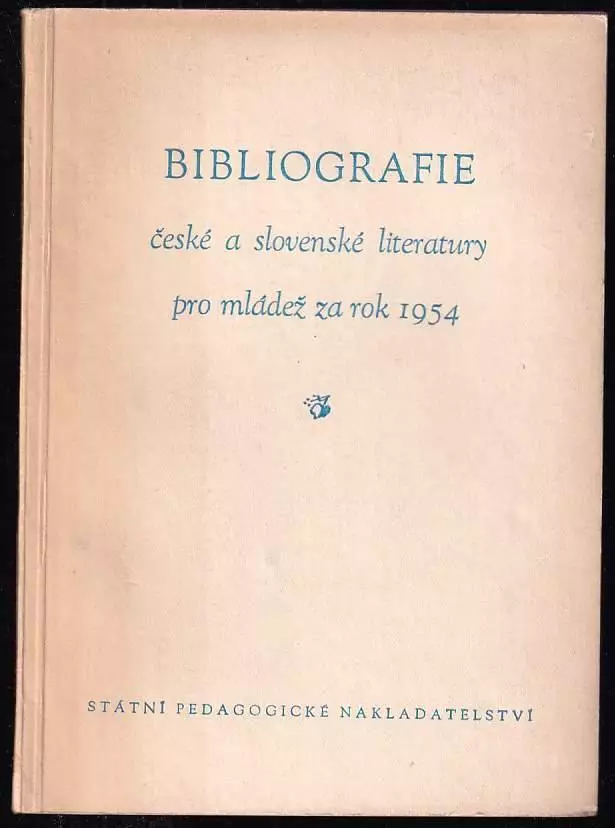 BIBLIOGRAFIE
české a slovenské literatury
pro mládež za rok 1954
STÁTNÍ PEDAGOGICKÉ NAKLADATELSTVÍ